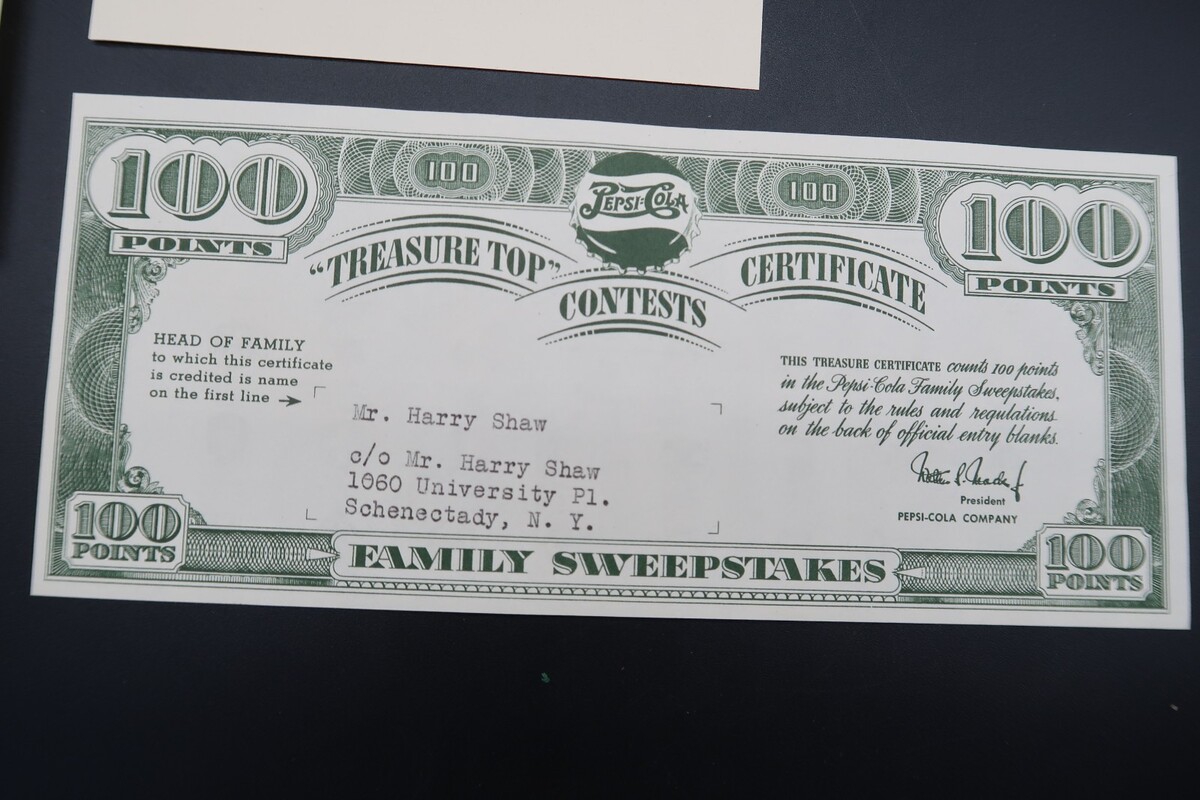 100 POINTS
100
PEPSI-COLA
100
100 POINTS
"TREASURE TOP" CONTESTS CERTIFICATE
HEAD OF FAMILY
to which this certificate
is credited is name
on the first line
Mr. Harry Shaw
c/o Mr. Harry Shaw
1060 University Pl.
Schenectady, N. Y.
THIS TREASURE CERTIFICATE counts 100 points
in the Pepsi-Cola Family Sweepstakes,
subject to the rules and regulations
on the back of official entry blanks.
President
PEPSI-COLA COMPANY
100 POINTS
FAMILY SWEEPSTAKES
100 POINTS